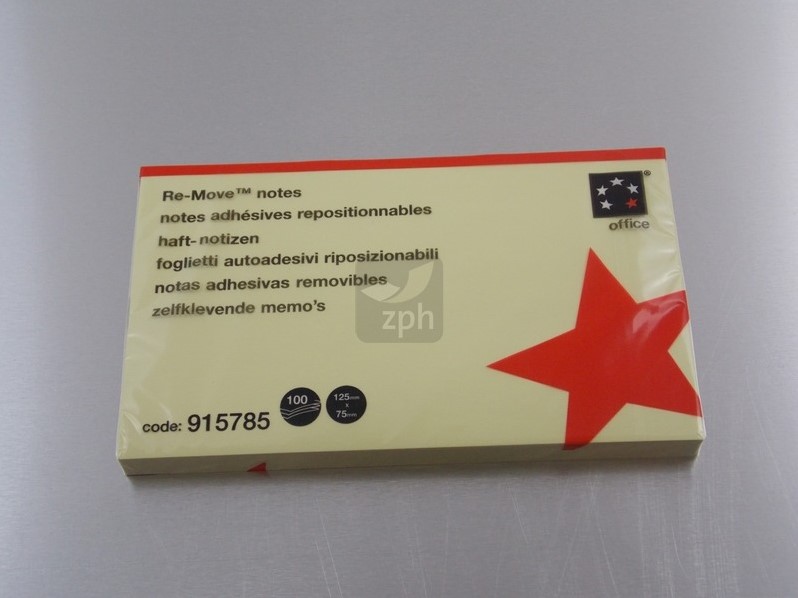 Re-Move™ notes
notes adhésives repositionnables
haft-notizen
foglietti autoadesivi riposizionabili
notas adhesivas removibles
zelfklevende memo's
®
office
zph
code: 915785
100
125mm
x
75mm